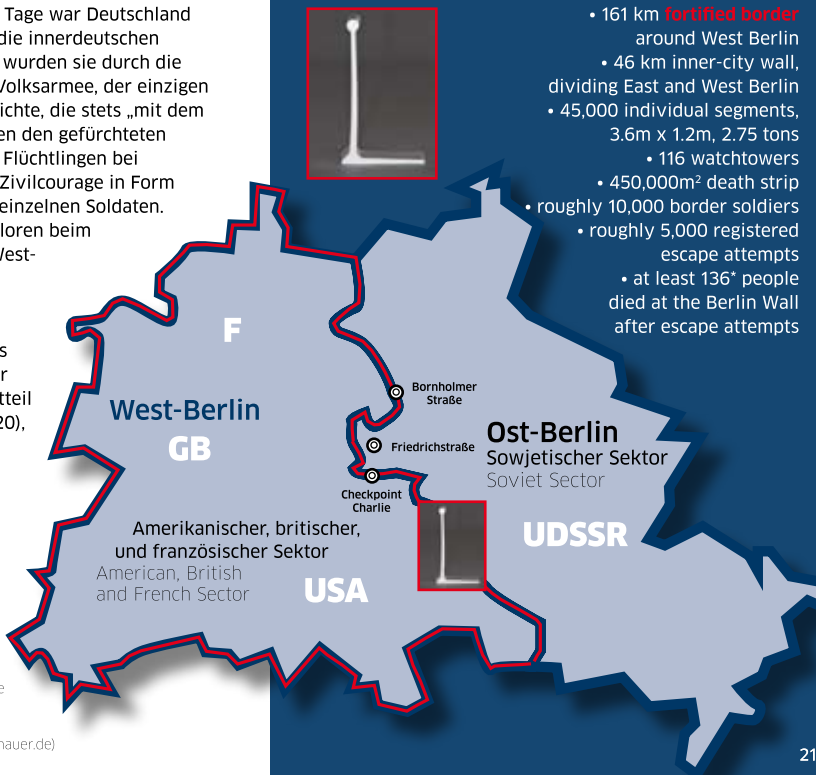 Tage war Deutschland
die innerdeutschen
wurden sie durch die
Volksarmee, der einzigen
ichte, die stets „mit dem
en den gefürchteten
Flüchtlingen bei
Zivilcourage in Form
einzelnen Soldaten.
loren beim
West-
s
r
tteil
20),
e
nauer.de)
• 161 km fortified border
around West Berlin
• 46 km inner-city wall,
dividing East and West Berlin
• 45,000 individual segments,
3.6m x 1.2m, 2.75 tons
• 116 watchtowers
• 450,000m² death strip
• roughly 10,000 border soldiers
• roughly 5,000 registered
escape attempts
• at least 136* people
died at the Berlin Wall
after escape attempts
F
West-Berlin
GB
Amerikanischer, britischer,
und französischer Sektor
American, British
and French Sector
USA
Bornholmer
Straße
Friedrichstraße
Checkpoint
Charlie
Ost-Berlin
Sowjetischer Sektor
Soviet Sector
UDSSR
21